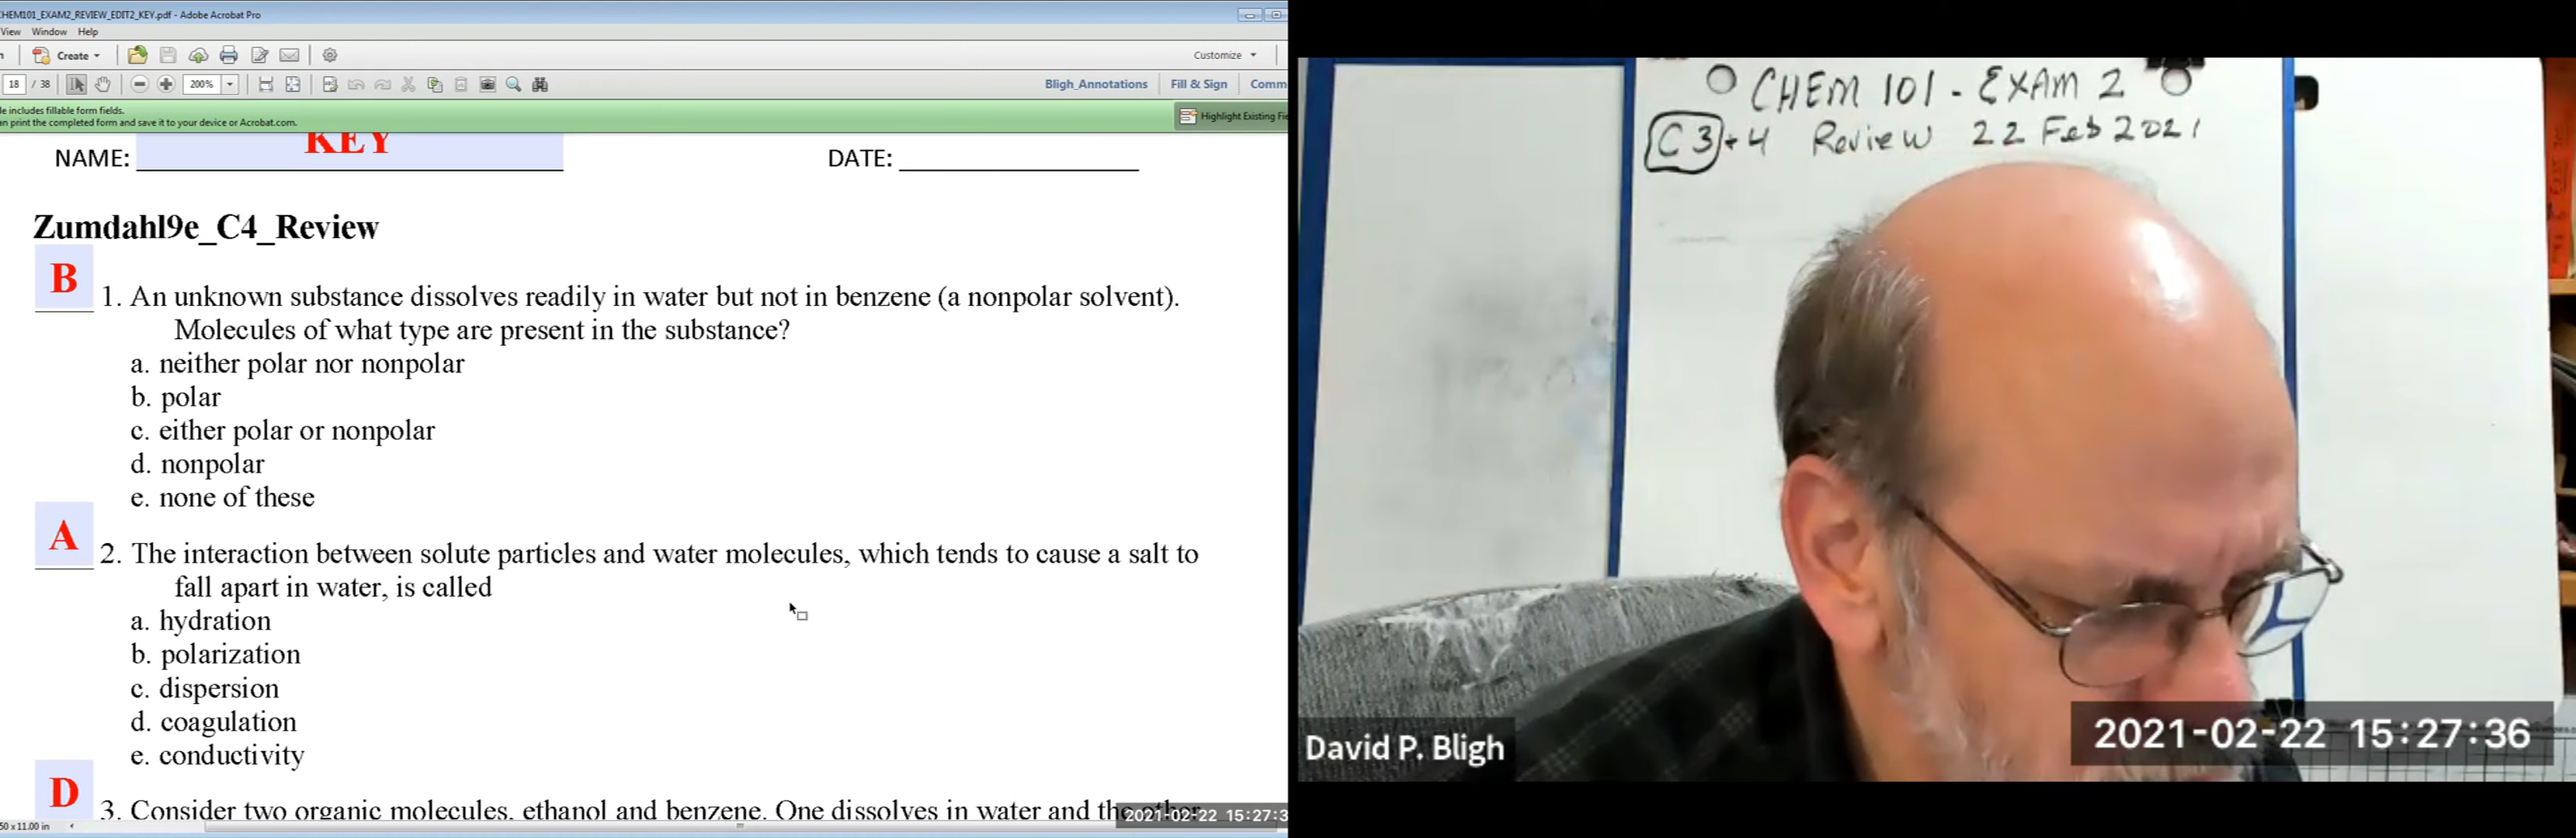 CHEM101_EXAM2_REVIEW_EDIT2_KEY.pdf - Adobe Acrobat Pro
View Window Help
Create Customize
18 / 38 200% Bligh_Annotations Fill & Sign Comm
le includes fillable form fields.
an print the completed form and save it to your device or Acrobat.com. Highlight Existing Fie
NAME: KEY DATE:
Zumdahl9e_C4_Review
B 1. An unknown substance dissolves readily in water but not in benzene (a nonpolar solvent).
Molecules of what type are present in the substance?
a. neither polar nor nonpolar
b. polar
c. either polar or nonpolar
d. nonpolar
e. none of these
A 2. The interaction between solute particles and water molecules, which tends to cause a salt to
fall apart in water, is called
a. hydration
b. polarization
c. dispersion
d. coagulation
e. conductivity
D 3. Consider two organic molecules, ethanol and benzene. One dissolves in water and the other
50 x 11.00 in
2021-02-22 15:27:3
CHEM 101 - EXAM 2
C3 + 4 Review 22 Feb 2021
David P. Bligh
2021-02-22 15:27:36